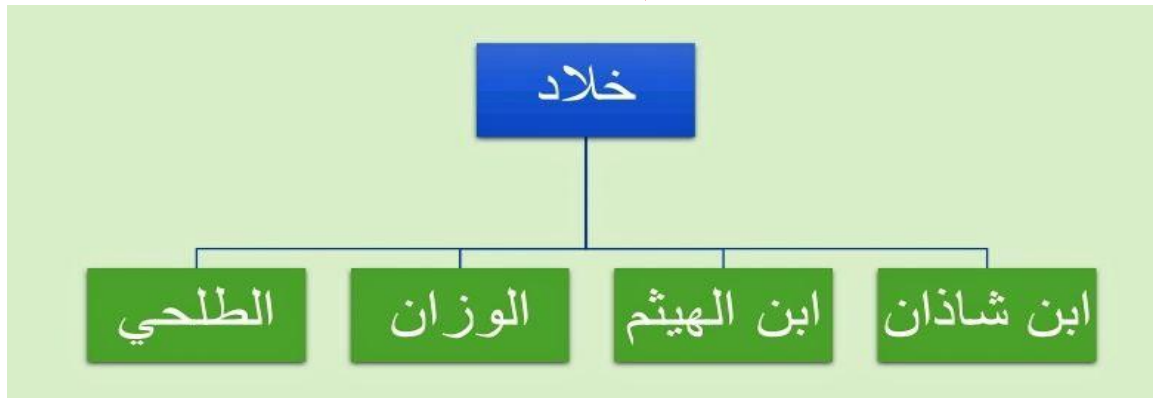 خلاد
ابن شاذان
ابن الهيثم
الوزان
الطلحي